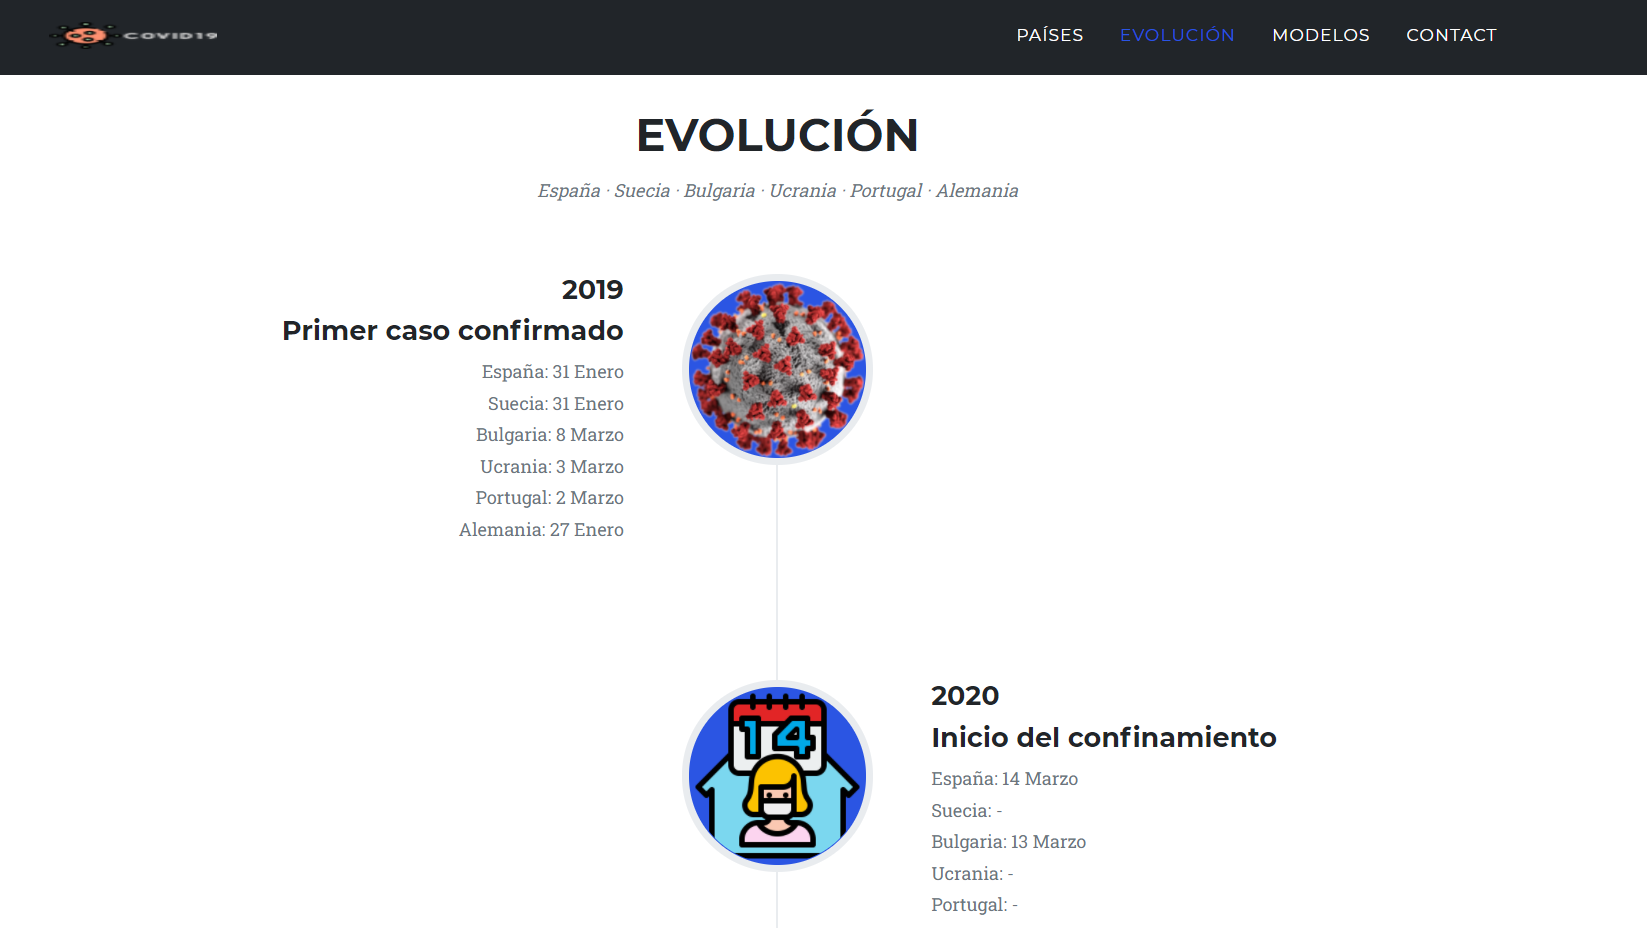 COVID19
PAÍSES
EVOLUCIÓN
MODELOS
CONTACT
EVOLUCIÓN
España · Suecia · Bulgaria · Ucrania · Portugal · Alemania
2019
Primer caso confirmado
España: 31 Enero
Suecia: 31 Enero
Bulgaria: 8 Marzo
Ucrania: 3 Marzo
Portugal: 2 Marzo
Alemania: 27 Enero
14
2020
Inicio del confinamiento
España: 14 Marzo
Suecia: -
Bulgaria: 13 Marzo
Ucrania: -
Portugal: -